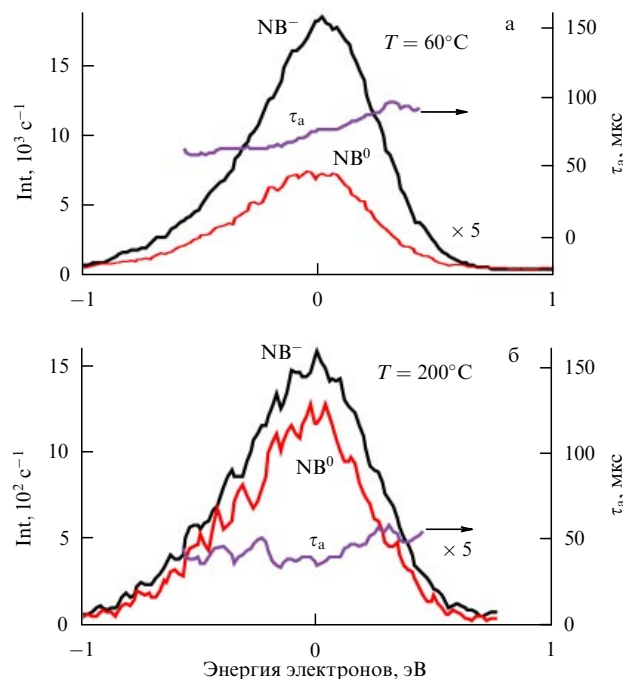 NB⁻
T = 60°C
а
150
100
50
0
τₐ, мкс
15
10
5
0
Int, 10³ с⁻¹
τₐ
NB⁰
× 5
−1
0
1
NB⁻
T = 200°C
б
150
100
50
0
τₐ, мкс
15
10
5
0
Int, 10² с⁻¹
NB⁰
τₐ
× 5
−1
0
1
Энергия электронов, эВ